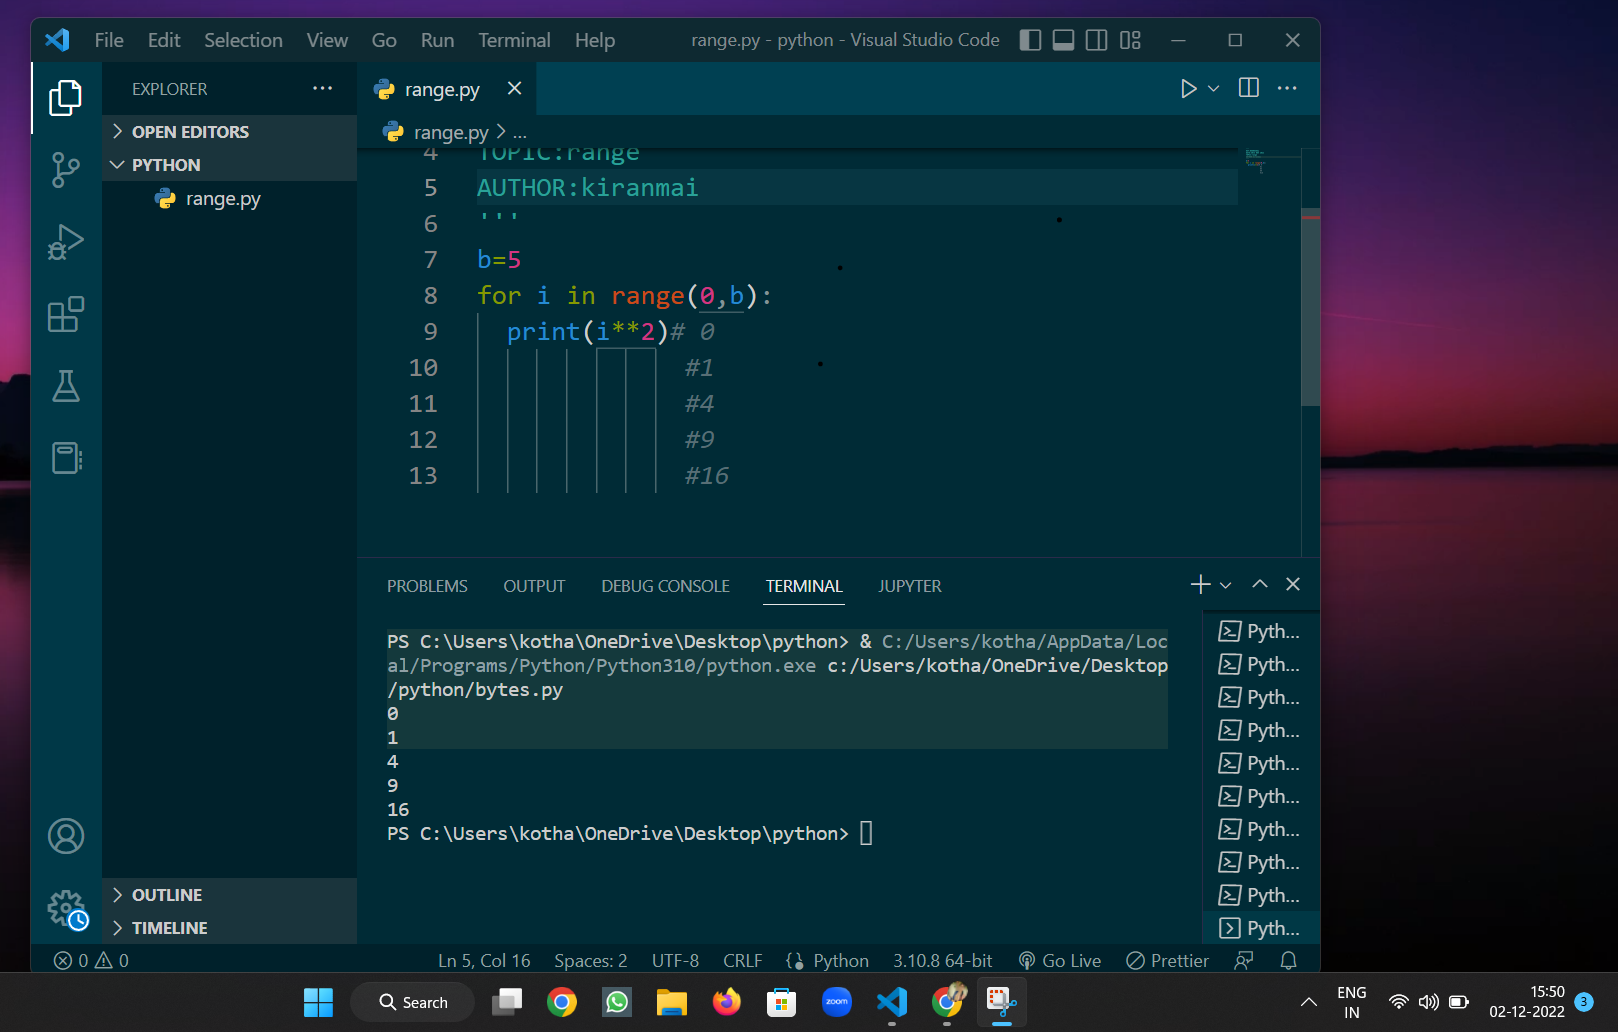 File Edit Selection View Go Run Terminal Help range.py - python - Visual Studio Code
EXPLORER
OPEN EDITORS
PYTHON
range.py
range.py
range.py > ...
4 TOPIC:range
5 AUTHOR:kiranmai
6 '''
7 b=5
8 for i in range(0,b):
9 print(i**2)# 0
10 #1
11 #4
12 #9
13 #16
PROBLEMS OUTPUT DEBUG CONSOLE TERMINAL JUPYTER
PS C:\Users\kotha\OneDrive\Desktop\python> & C:/Users/kotha/AppData/Loc
al/Programs/Python/Python310/python.exe c:/Users/kotha/OneDrive/Desktop
/python/bytes.py
0
1
4
9
16
PS C:\Users\kotha\OneDrive\Desktop\python>
Pyth...
Pyth...
Pyth...
Pyth...
Pyth...
Pyth...
Pyth...
Pyth...
Pyth...
Pyth...
OUTLINE
TIMELINE
0 0 Ln 5, Col 16 Spaces: 2 UTF-8 CRLF Python 3.10.8 64-bit Go Live Prettier
Search
zoom
ENG
IN
15:50
02-12-2022
3